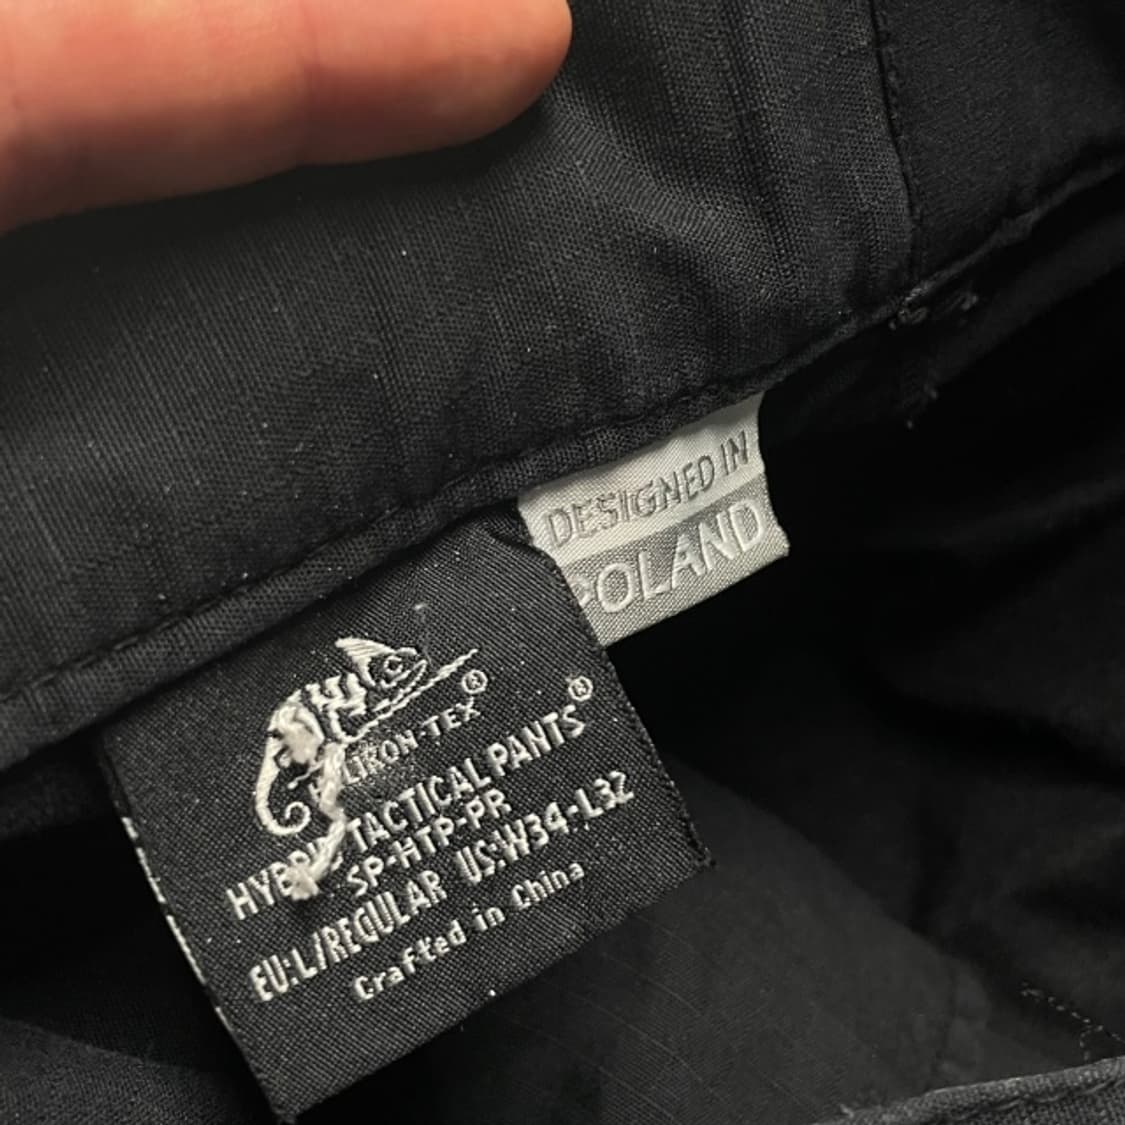 DESIGNED IN
POLAND
HELIKON-TEX®
HYBRID TACTICAL PANTS®
SP-HTP-PR
EU:L/REGULAR US:W34-L32
Crafted in China